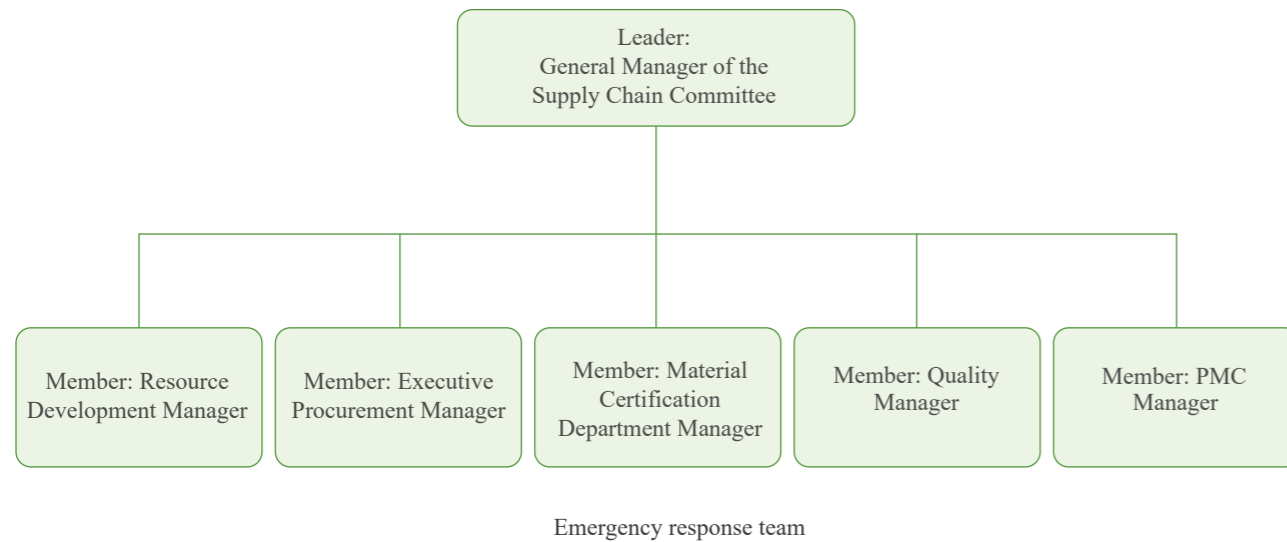 Leader:
General Manager of the
Supply Chain Committee
Member: Resource
Development Manager
Member: Executive
Procurement Manager
Member: Material
Certification
Department Manager
Member: Quality
Manager
Member: PMC
Manager
Emergency response team